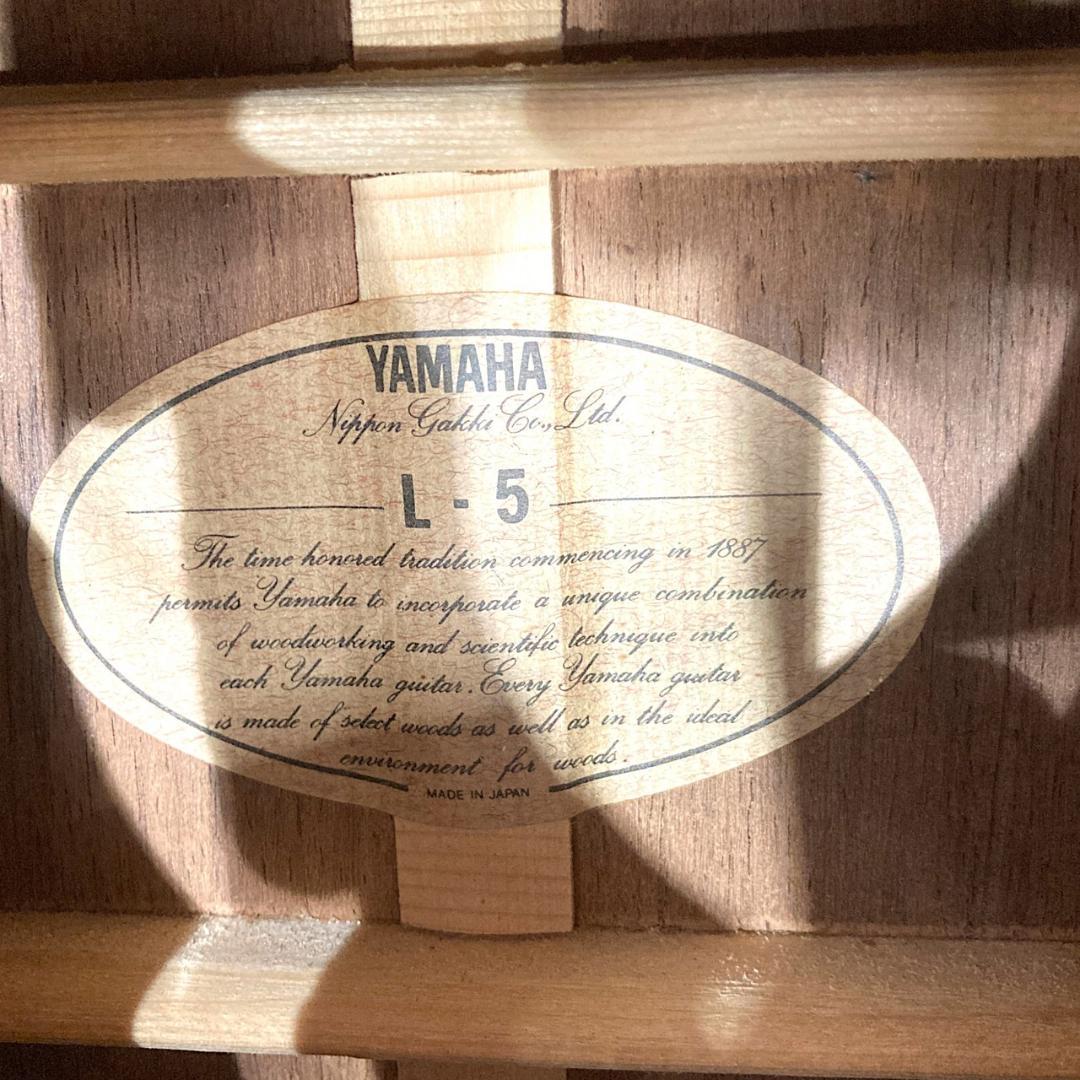 YAMAHA
Nippon Gakki Co., Ltd.
L - 5
The time honored tradition commencing in 1887
permits Yamaha to incorporate a unique combination
of woodworking and scientific technique into
each Yamaha guitar. Every Yamaha guitar
is made of select woods as well as in the ideal
environment for woods.
MADE IN JAPAN